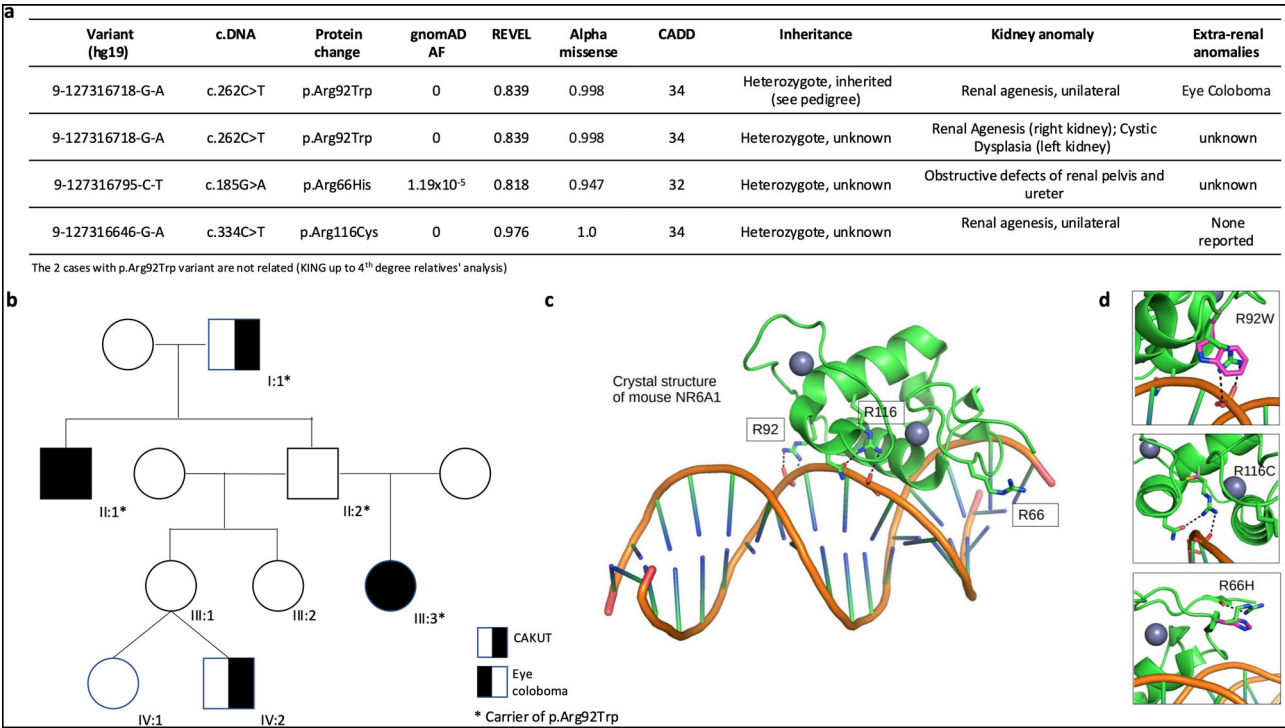 a
Variant (hg19) c.DNA Protein change gnomAD AF REVEL Alpha missense CADD Inheritance Kidney anomaly Extra-renal anomalies
9-127316718-G-A c.262C>T p.Arg92Trp 0 0.839 0.998 34 Heterozygote, inherited (see pedigree) Renal agenesis, unilateral Eye Coloboma
9-127316718-G-A c.262C>T p.Arg92Trp 0 0.839 0.998 34 Heterozygote, unknown Renal Agenesis (right kidney); Cystic Dysplasia (left kidney) unknown
9-127316795-C-T c.185G>A p.Arg66His 1.19x10-5 0.818 0.947 32 Heterozygote, unknown Obstructive defects of renal pelvis and ureter unknown
9-127316646-G-A c.334C>T p.Arg116Cys 0 0.976 1.0 34 Heterozygote, unknown Renal agenesis, unilateral None reported
The 2 cases with p.Arg92Trp variant are not related (KING up to 4th degree relatives' analysis)
b
I:1*
II:1*
II:2*
III:1
III:2
III:3*
IV:1
IV:2
CAKUT
Eye
coloboma
* Carrier of p.Arg92Trp
c
Crystal structure
of mouse NR6A1
R92
R116
R66
d
R92W
R116C
R66H